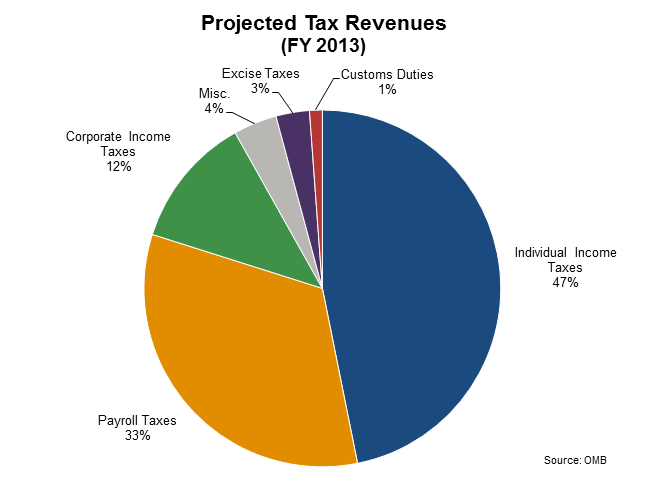 Projected Tax Revenues
(FY 2013)
Excise Taxes
3%
Customs Duties
1%
Misc.
4%
Corporate Income
Taxes
12%
Individual Income
Taxes
47%
Payroll Taxes
33%
Source: OMB